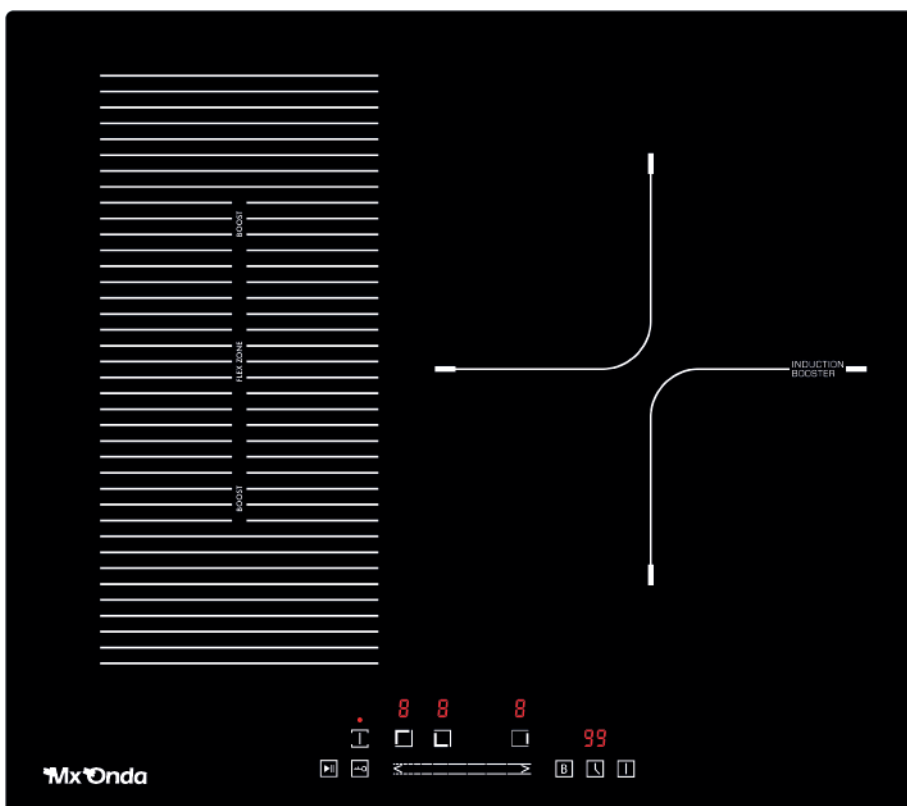 BOOST
FLEX ZONE
INDUCTION
BOOSTER
BOOST
8 8 8
99
B
Mx Onda